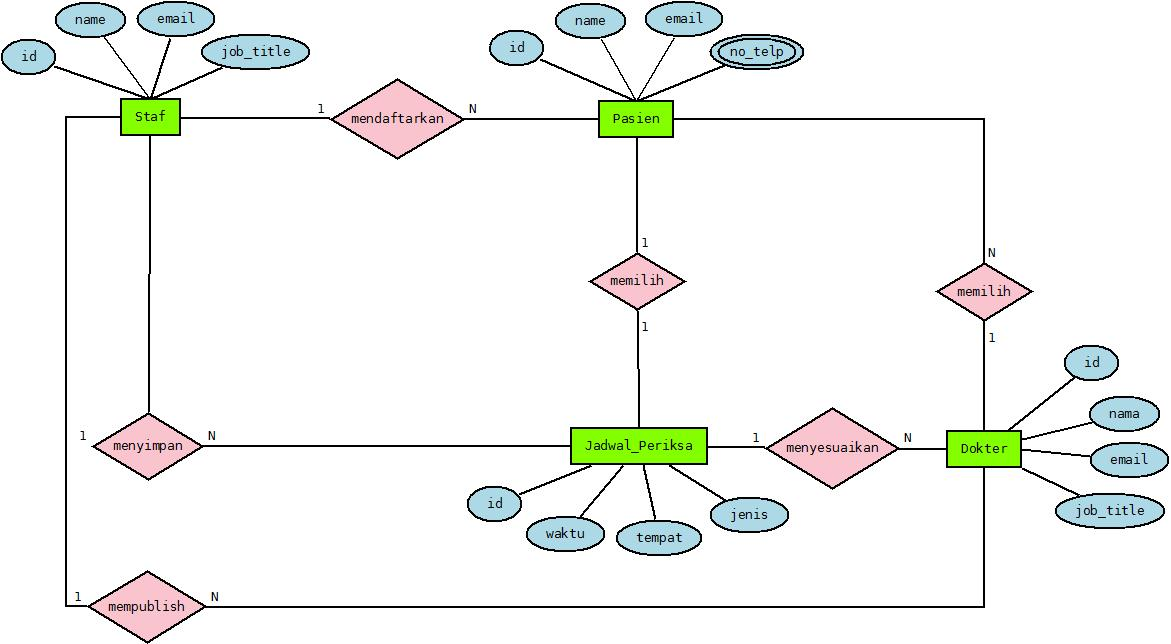 name
email
id
job_title
Staf
1
mendaftarkan
N
name
email
id
no_telp
Pasien
1
memilih
1
N
memilih
1
id
nama
email
job_title
Dokter
1
menyimpan
N
Jadwal_Periksa
1
menyesuaikan
N
id
waktu
tempat
jenis
1
mempublish
N